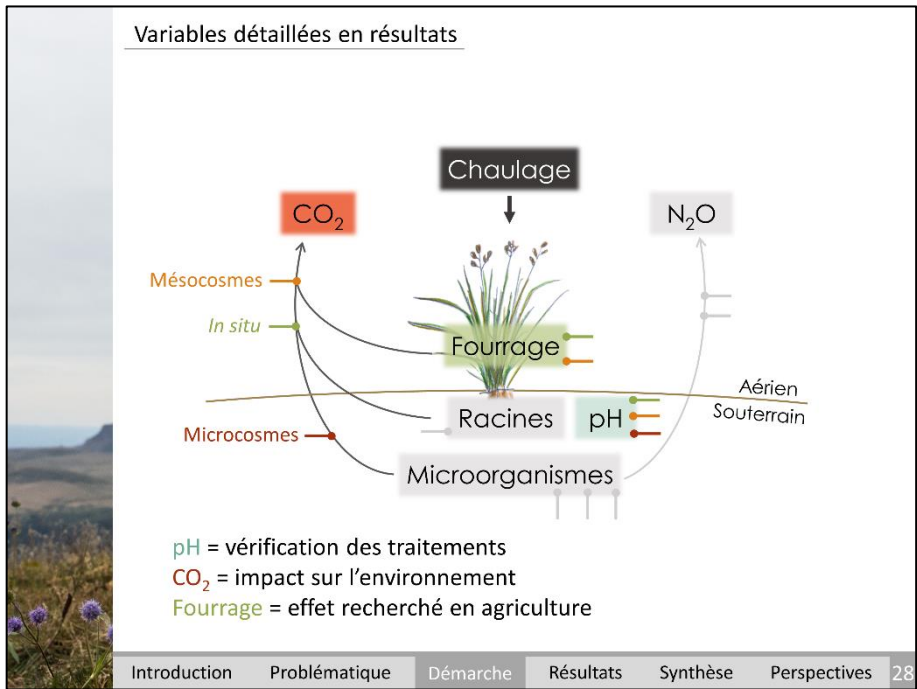 Variables détaillées en résultats
Chaulage
CO₂
N₂O
Mésocosmes
In situ
Fourrage
Aérien
Souterrain
Racines
pH
Microcosmes
Microorganismes
pH = vérification des traitements
CO₂ = impact sur l'environnement
Fourrage = effet recherché en agriculture
Introduction Problématique Démarche Résultats Synthèse Perspectives 28